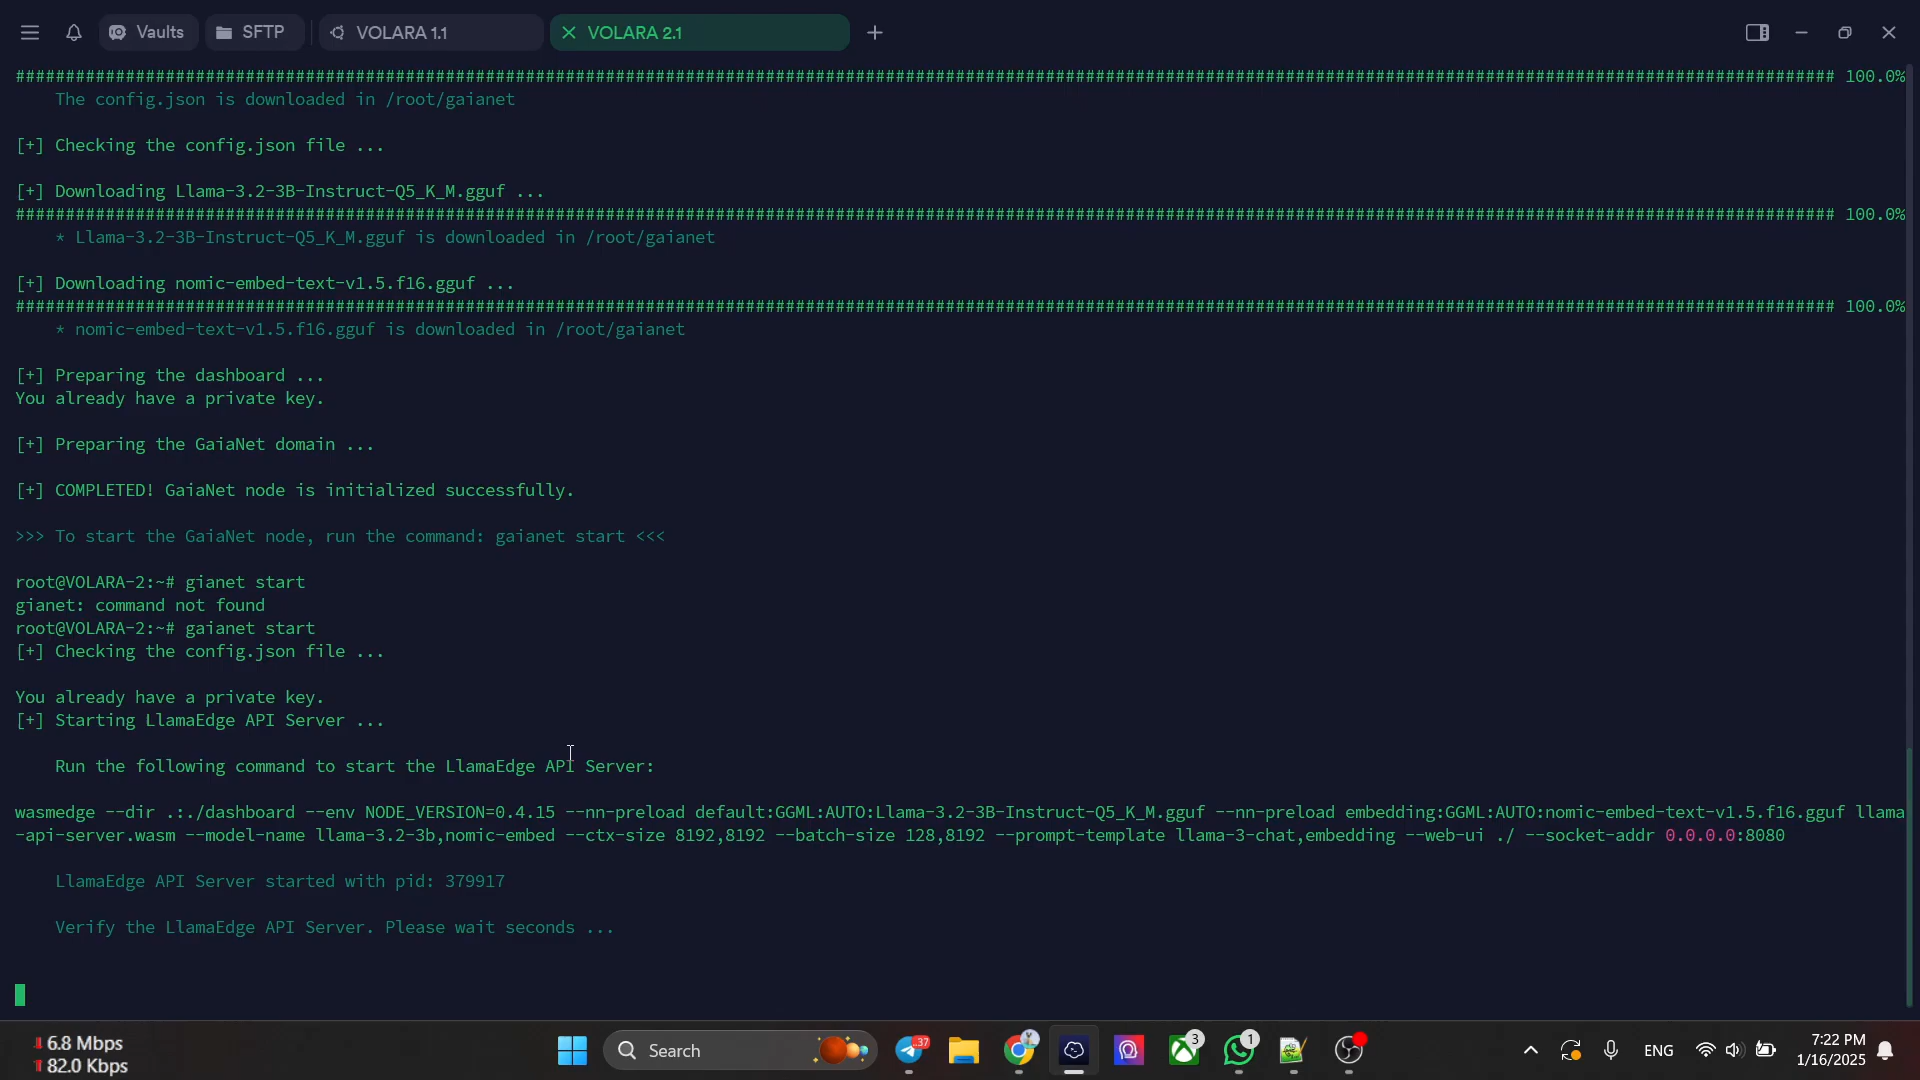 Vaults
SFTP
VOLARA 1.1
VOLARA 2.1
###################################################################################################################################################################################### 100.0%
The config.json is downloaded in /root/gaianet
[+] Checking the config.json file ...
[+] Downloading Llama-3.2-3B-Instruct-Q5_K_M.gguf ...
###################################################################################################################################################################################### 100.0%
* Llama-3.2-3B-Instruct-Q5_K_M.gguf is downloaded in /root/gaianet
[+] Downloading nomic-embed-text-v1.5.f16.gguf ...
###################################################################################################################################################################################### 100.0%
* nomic-embed-text-v1.5.f16.gguf is downloaded in /root/gaianet
[+] Preparing the dashboard ...
You already have a private key.
[+] Preparing the GaiaNet domain ...
[+] COMPLETED! GaiaNet node is initialized successfully.
>>> To start the GaiaNet node, run the command: gaianet start <<<
root@VOLARA-2:~# gianet start
gianet: command not found
root@VOLARA-2:~# gaianet start
[+] Checking the config.json file ...
You already have a private key.
[+] Starting LlamaEdge API Server ...
Run the following command to start the LlamaEdge API Server:
wasmedge --dir .:./dashboard --env NODE_VERSION=0.4.15 --nn-preload default:GGML:AUTO:Llama-3.2-3B-Instruct-Q5_K_M.gguf --nn-preload embedding:GGML:AUTO:nomic-embed-text-v1.5.f16.gguf llama
-api-server.wasm --model-name llama-3.2-3b,nomic-embed --ctx-size 8192,8192 --batch-size 128,8192 --prompt-template llama-3-chat,embedding --web-ui ./ --socket-addr 0.0.0.0:8080
LlamaEdge API Server started with pid: 379917
Verify the LlamaEdge API Server. Please wait seconds ...
6.8 Mbps
82.0 Kbps
Search
37
3
1
ENG
7:22 PM
1/16/2025